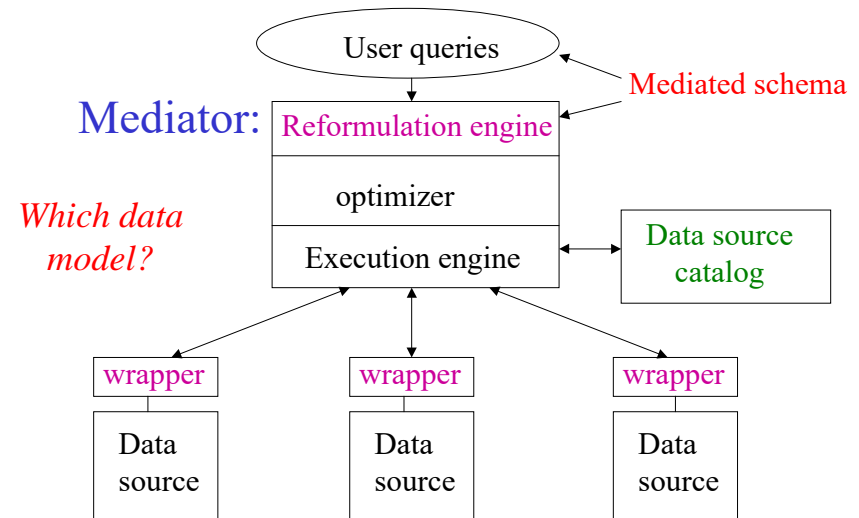 User queries
Mediated schema
Mediator:
Reformulation engine
optimizer
Which data
model?
Data source
catalog
Execution engine
wrapper
wrapper
wrapper
Data
source
Data
source
Data
source